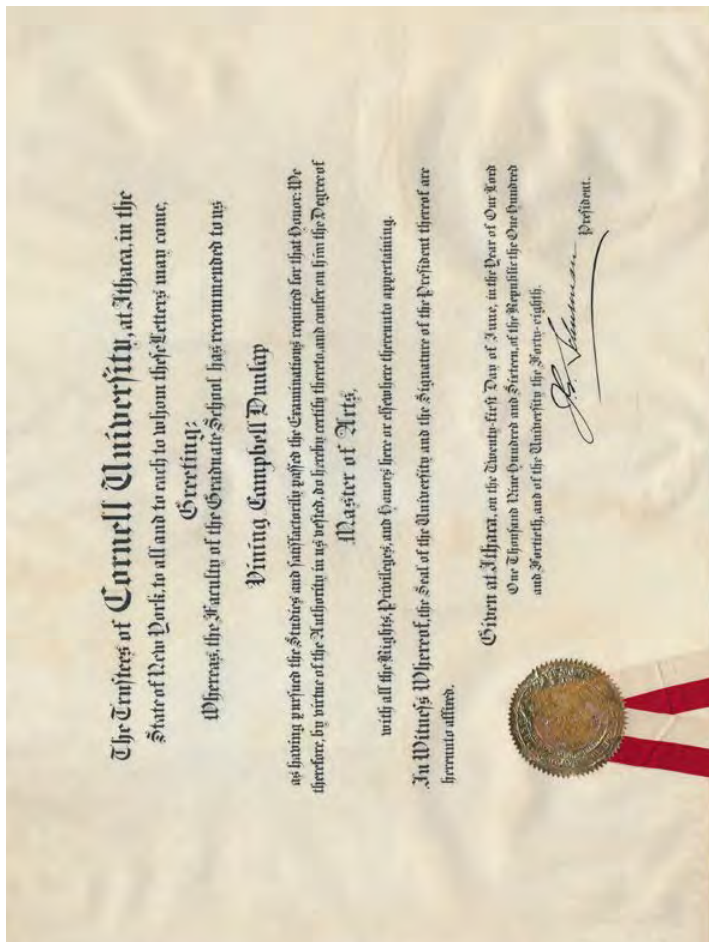 The Trustees of Cornell University, at Ithaca, in the
State of New York, to all and to each to whom these Letters may come,
Greeting:
Whereas, the Faculty of the Graduate School has recommended to us
Vining Campbell Dunlap
as having pursued the Studies and satisfactorily passed the Examinations required for that Honor: We
therefore, by virtue of the Authority in us vested, do hereby certify thereto, and confer on him the Degree of
Master of Arts,
with all the Rights, Privileges, and Honors here or elsewhere thereunto appertaining.
In Witness Whereof, the Seal of the University and the Signature of the President thereof are
hereunto affixed.
Given at Ithaca, on the Twenty-first Day of June, in the Year of Our Lord
One Thousand Nine Hundred and Sixteen, of the Republic the One Hundred
and Fortieth, and of the University the Forty-eighth.
J. G. Schurman
President.